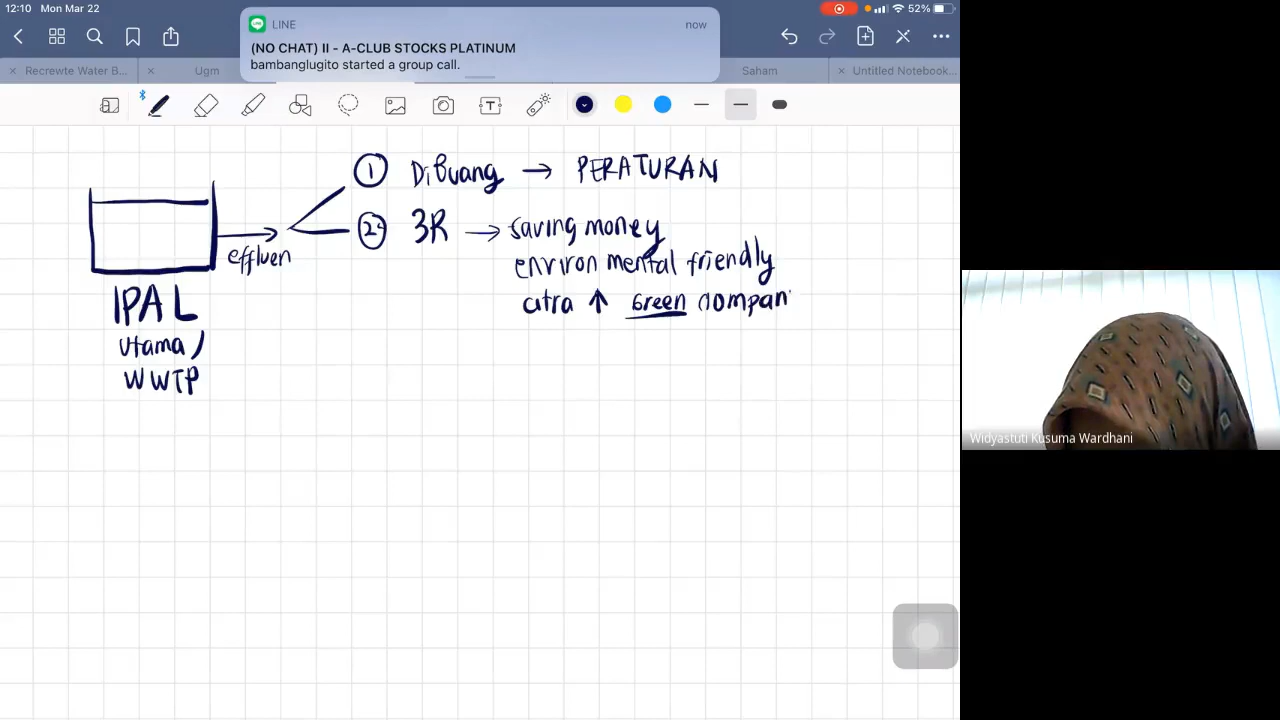 12:10 Mon Mar 22
52%
LINE
now
(NO CHAT) II - A-CLUB STOCKS PLATINUM
bambanglugito started a group call.
Recrewte Water B...
Ugm
Saham
Untitled Notebook...
1 DiBuang → PERATURAN
2 3R → saving money
environmental friendly
citra ↑ Green compan
effluen
IPAL
Utama /
WWTP
Widyastuti Kusuma Wardhani